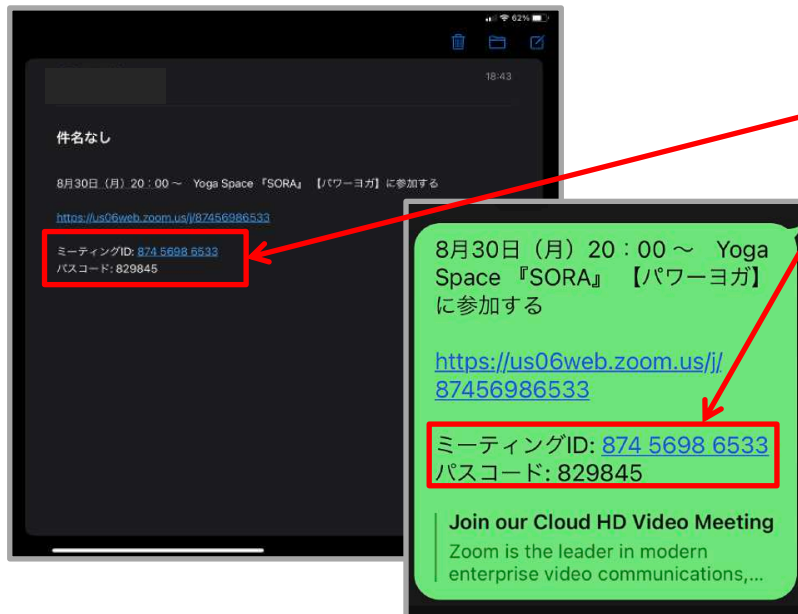 62%
18:43
件名なし
8月30日（月）20：00～　Yoga Space『SORA』【パワーヨガ】に参加する
https://us06web.zoom.us/j/87456986533
ミーティングID: 874 5698 6533
パスコード: 829845
8月30日（月）20：00～　Yoga
Space『SORA』【パワーヨガ】
に参加する
https://us06web.zoom.us/j/
87456986533
ミーティングID: 874 5698 6533
パスコード: 829845
Join our Cloud HD Video Meeting
Zoom is the leader in modern
enterprise video communications,...